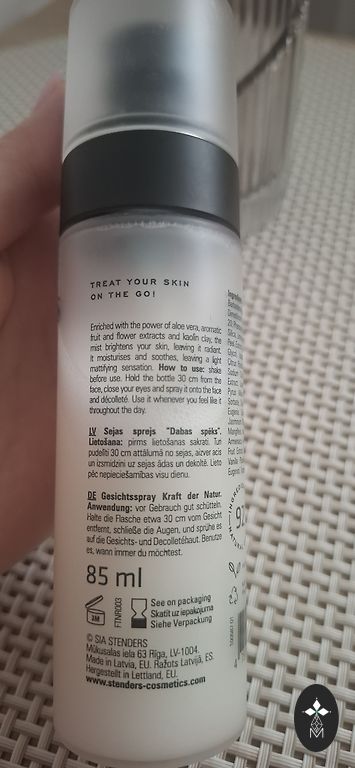 TREAT YOUR SKIN
ON THE GO!
Enriched with the power of aloe vera, aromatic
fruit and flower extracts and kaolin clay, the
mist brightens your skin, leaving it radiant;
it moisturises and soothes, leaving a light
mattifying sensation. How to use: shake
before use. Hold the bottle 30 cm from the
face, close your eyes and spray it onto the face
and décolleté. Use it whenever you feel like it
throughout the day.
LV Sejas sprejs "Dabas spēks".
Lietošana: pirms lietošanas sakrati. Turi
pudelīti 30 cm attālumā no sejas, aizver acis
un izsmidzini uz sejas ādas un dekoltē. Lieto
pēc nepieciešamības visu dienu.
DE Gesichtsspray Kraft der Natur.
Anwendung: vor Gebrauch gut schütteln.
Halte die Flasche etwa 30 cm vom Gesicht
entfernt, schließe die Augen, und sprühe es
auf die Gesichts- und Decolletéhaut. Benutze
es, wann immer du möchtest.
85 ml
FTNR003
See on packaging
Skatīt uz iepakojuma
Siehe Verpackung
© SIA STENDERS
Mūkusalas iela 63 Rīga, LV-1004.
Made in Latvia, EU. Ražots Latvijā, ES.
Hergestellt in Lettland, EU.
www.stenders-cosmetics.com
M